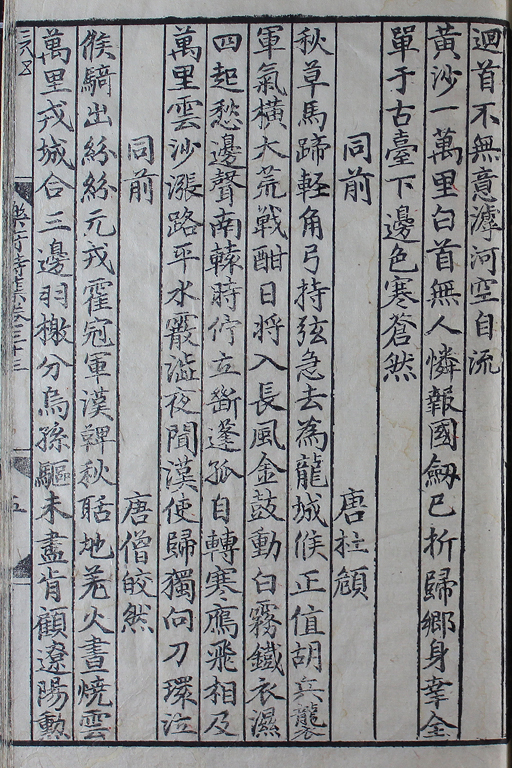 迴首不無意滹河空自流
黃沙一萬里白首無人憐報國劔已折歸鄉身幸全
單于古臺下邊色寒蒼然
同前 唐杜頠
秋草馬蹄輕角弓持弦急去為龍城候正值胡兵襲
軍氣橫大荒戰酣日將入長風金鼓動白霧鐵衣濕
四起愁邊聲南轅時佇立斷蓬孤自轉寒鴈飛相及
萬里雲沙漲路平水霰澁夜聞漢使歸獨向刀環泣
同前 唐僧皎然
候騎出紛紛元戎霍冠軍漢鞞秋聒地羌火晝燒雲
萬里戎城合三邊羽檄分烏孫驅未盡肯顧遼陽勳
樂府詩集卷三十三
五